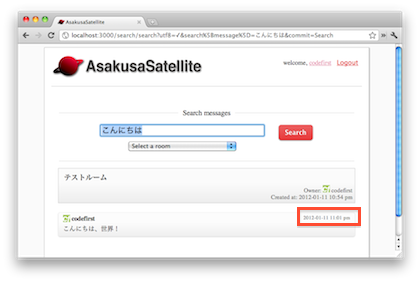 AsakusaSatellite
localhost:3000/search/search?utf8=✓&search%5Bmessage%5D=こんにちは&commit=Search
AsakusaSatellite
welcome, codefirst Logout
Search messages
こんにちは
Search
Select a room
テストルーム
Owner: codefirst
Created at: 2012-01-11 10:54 pm
codefirst
2012-01-11 11:01 pm
こんにちは、世界！